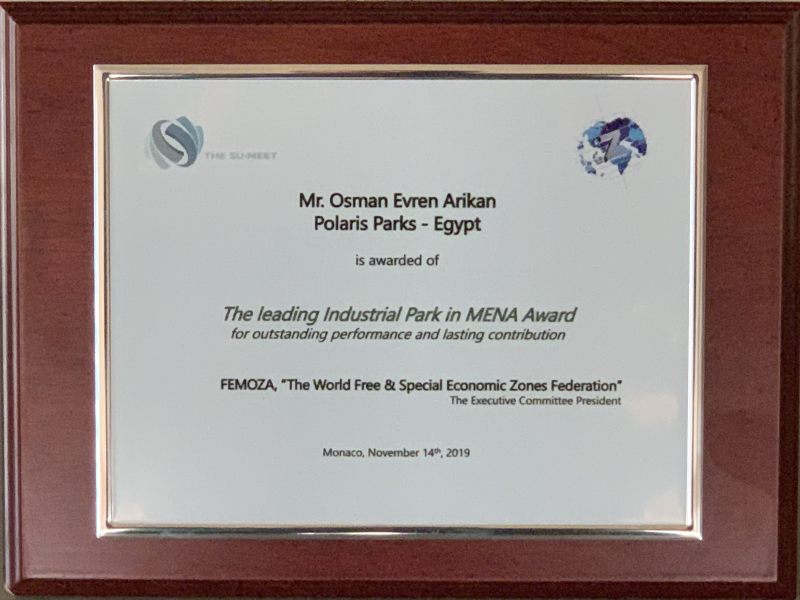 THE SU-MEET
Z
Mr. Osman Evren Arikan
Polaris Parks - Egypt
is awarded of
The leading Industrial Park in MENA Award
for outstanding performance and lasting contribution
FEMOZA, "The World Free & Special Economic Zones Federation"
The Executive Committee President
Monaco, November 14th, 2019